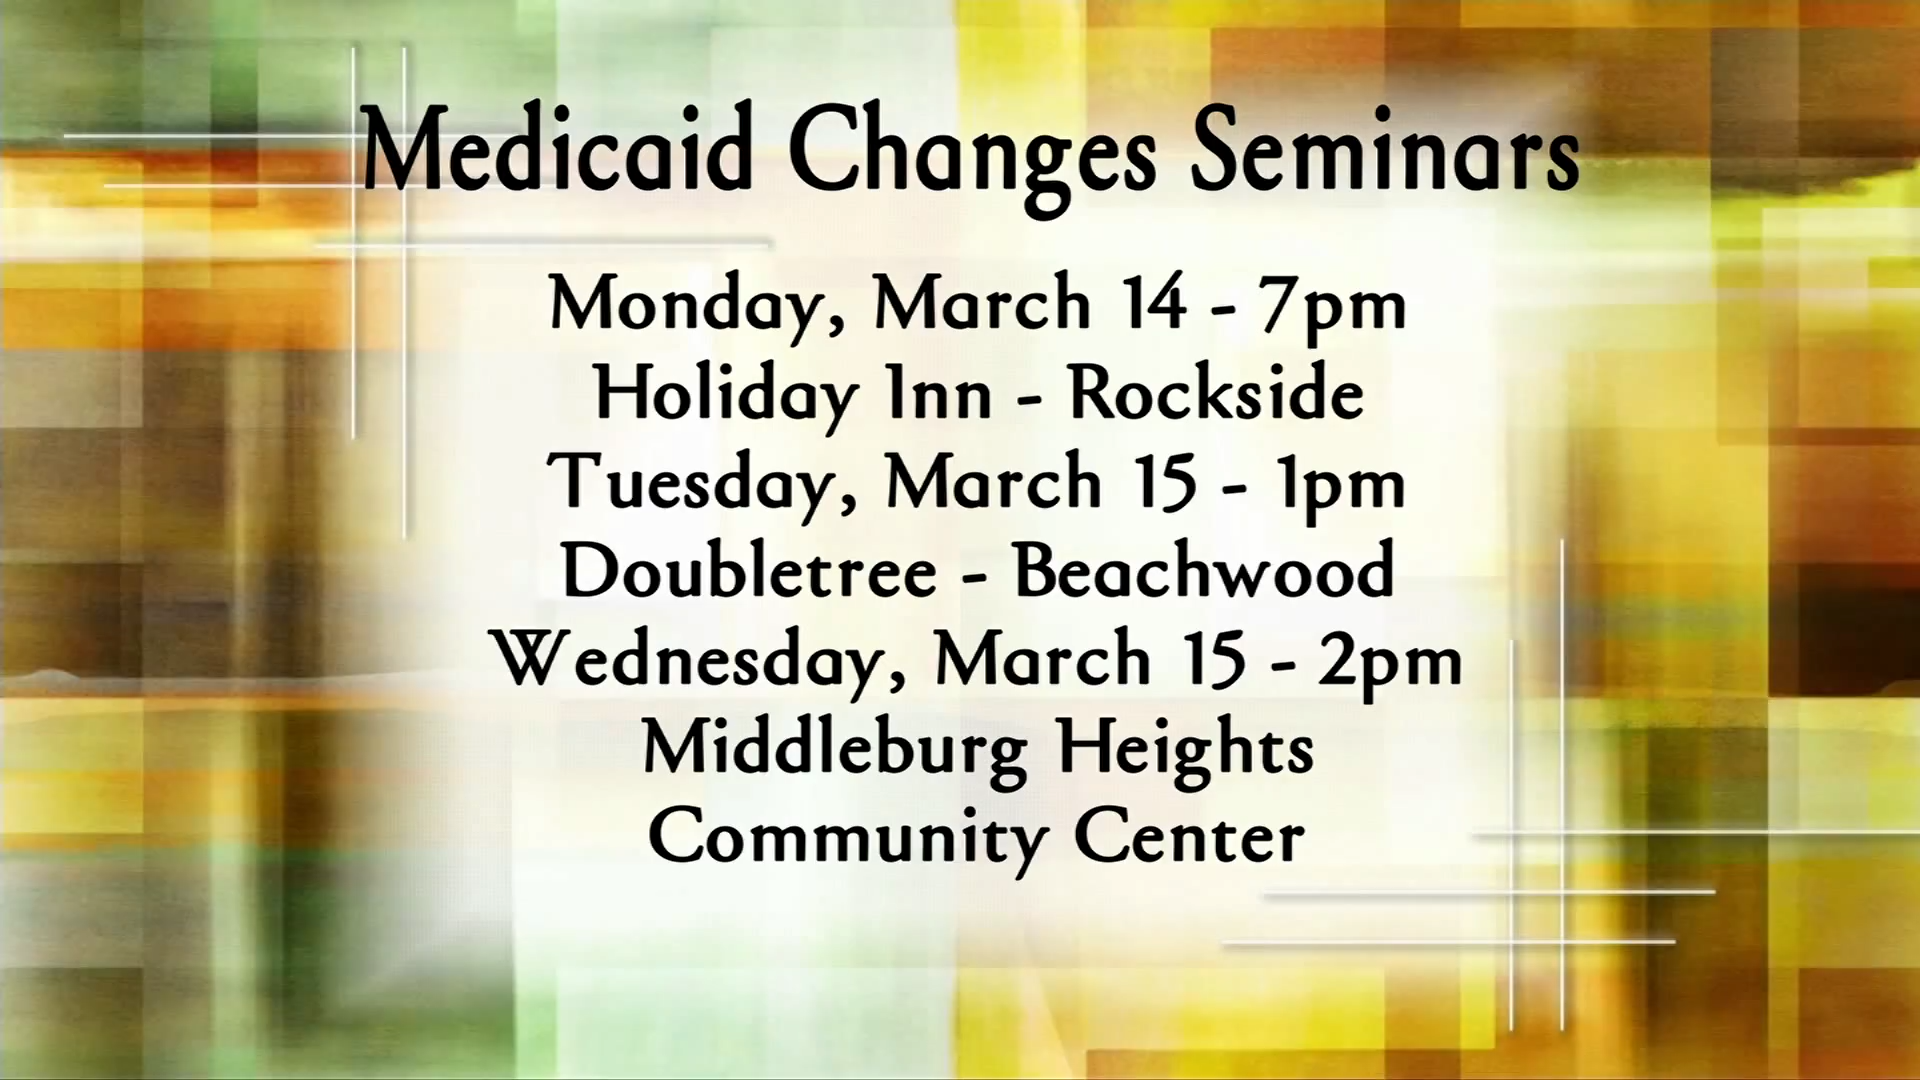 Medicaid Changes Seminars
Monday, March 14 - 7pm
Holiday Inn - Rockside
Tuesday, March 15 - 1pm
Doubletree - Beachwood
Wednesday, March 15 - 2pm
Middleburg Heights
Community Center